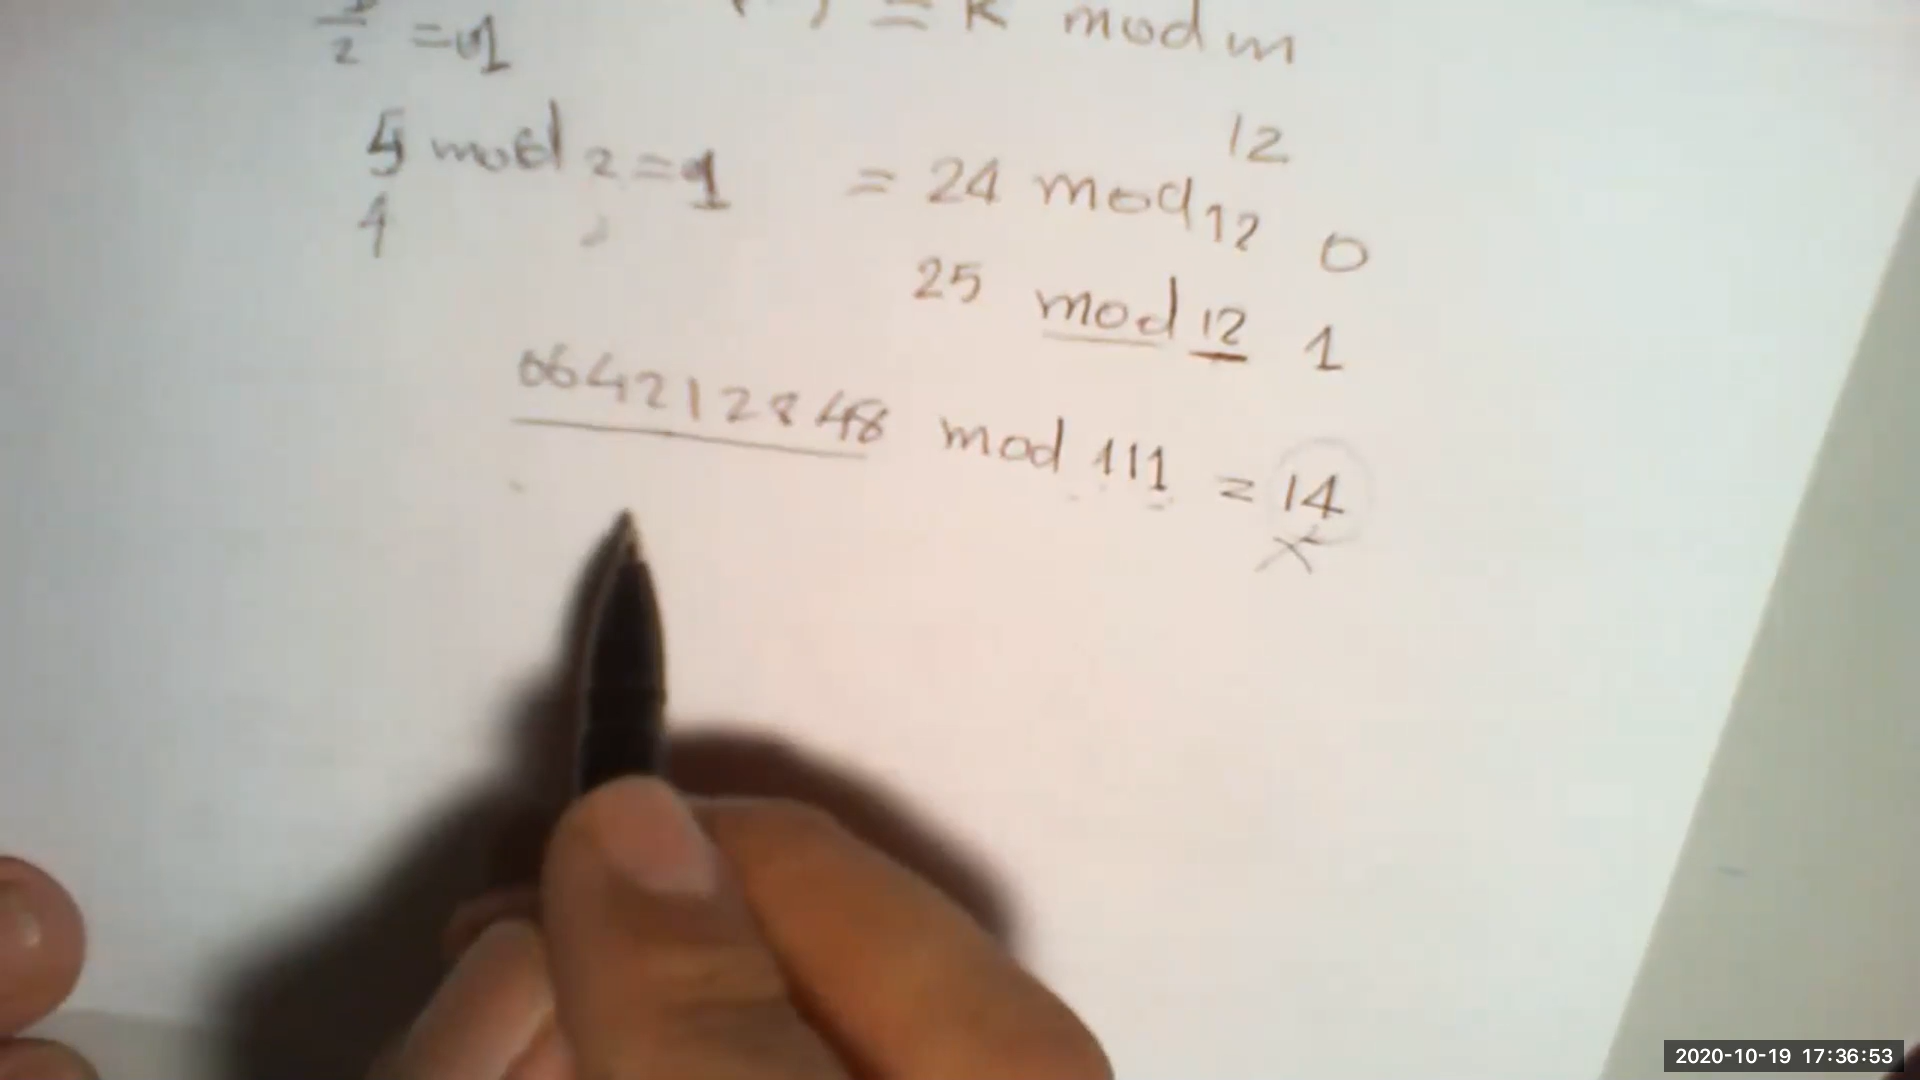 2 = 1
= k mod m
5 mod 2 = 1
4
12
= 24 mod 12 0
25 mod 12 1
064212848 mod 111 = 14
2020-10-19 17:36:53